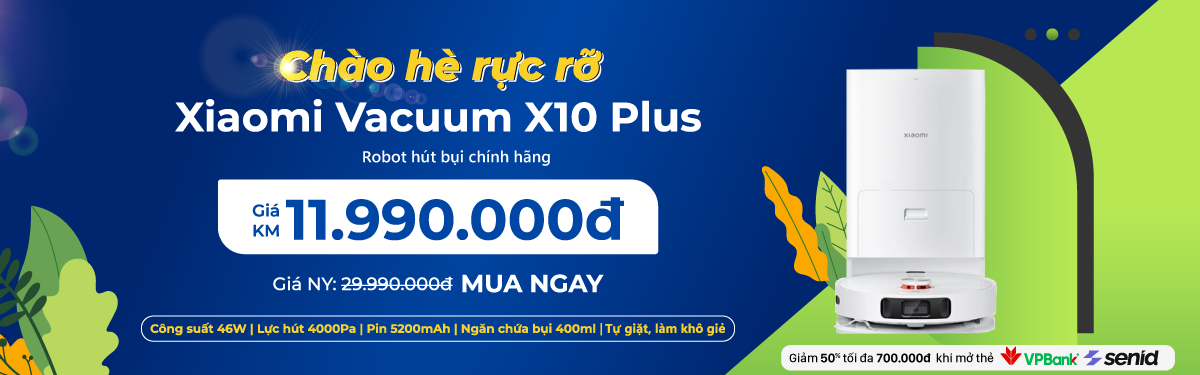 Chào hè rực rỡ
Xiaomi Vacuum X10 Plus
Robot hút bụi chính hãng
Giá KM 11.990.000đ
Giá NY: 29.990.000đ MUA NGAY
Công suất 46W | Lực hút 4000Pa | Pin 5200mAh | Ngăn chứa bụi 400ml | Tự giặt, làm khô giẻ
xiaomi
Giảm 50% tối đa 700.000đ khi mở thẻ VPBank senid